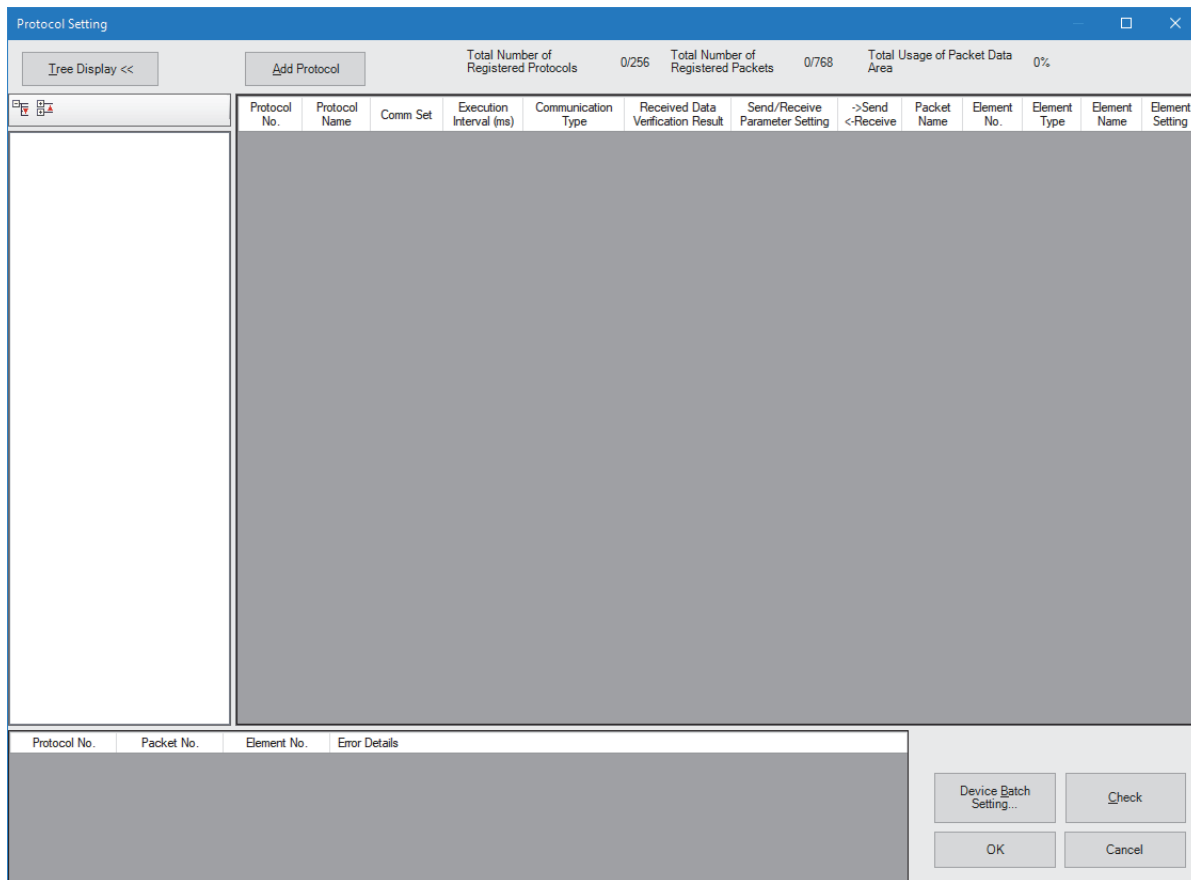 Protocol Setting
Tree Display <<
Add Protocol
Total Number of
Registered Protocols
0/256
Total Number of
Registered Packets
0/768
Total Usage of Packet Data
Area
0%
Protocol
No.
Protocol
Name
Comm Set
Execution
Interval (ms)
Communication
Type
Received Data
Verification Result
Send/Receive
Parameter Setting
->Send
<-Receive
Packet
Name
Element
No.
Element
Type
Element
Name
Element
Setting
Protocol No.
Packet No.
Element No.
Error Details
Device Batch
Setting...
Check
OK
Cancel